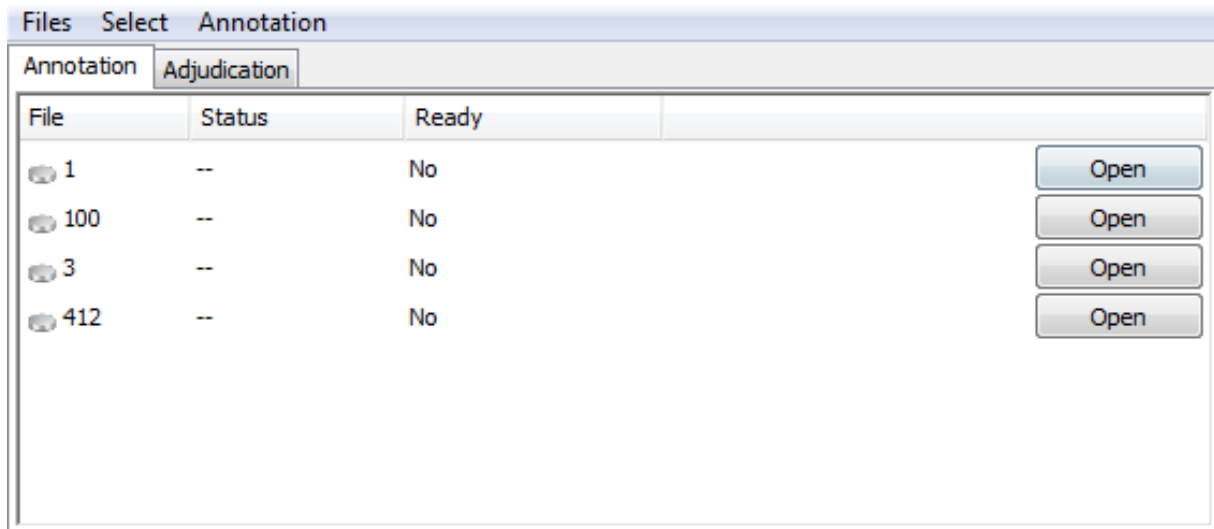 Files Select Annotation
Annotation Adjudication
File Status Ready
1 -- No Open
100 -- No Open
3 -- No Open
412 -- No Open